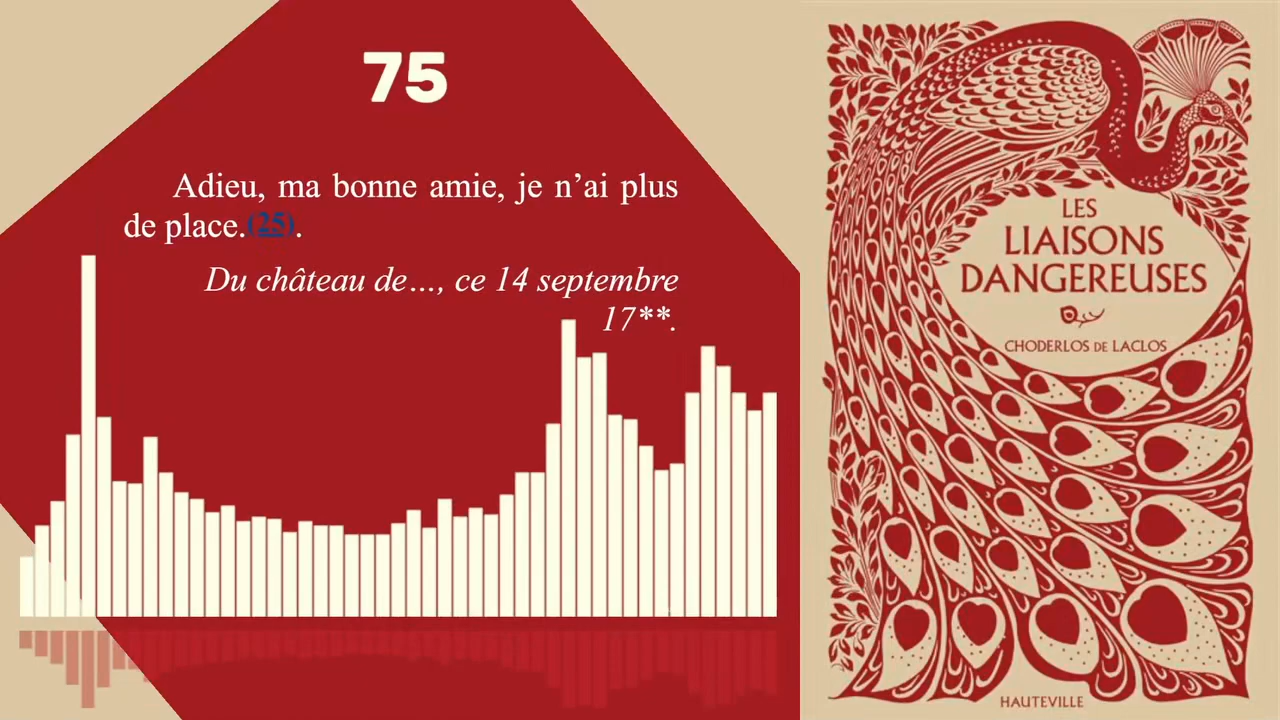 75
Adieu, ma bonne amie, je n’ai plus
de place.(25).
Du château de…, ce 14 septembre
17**.
LES
LIAISONS
DANGEREUSES
CHODERLOS DE LACLOS
HAUTEVILLE